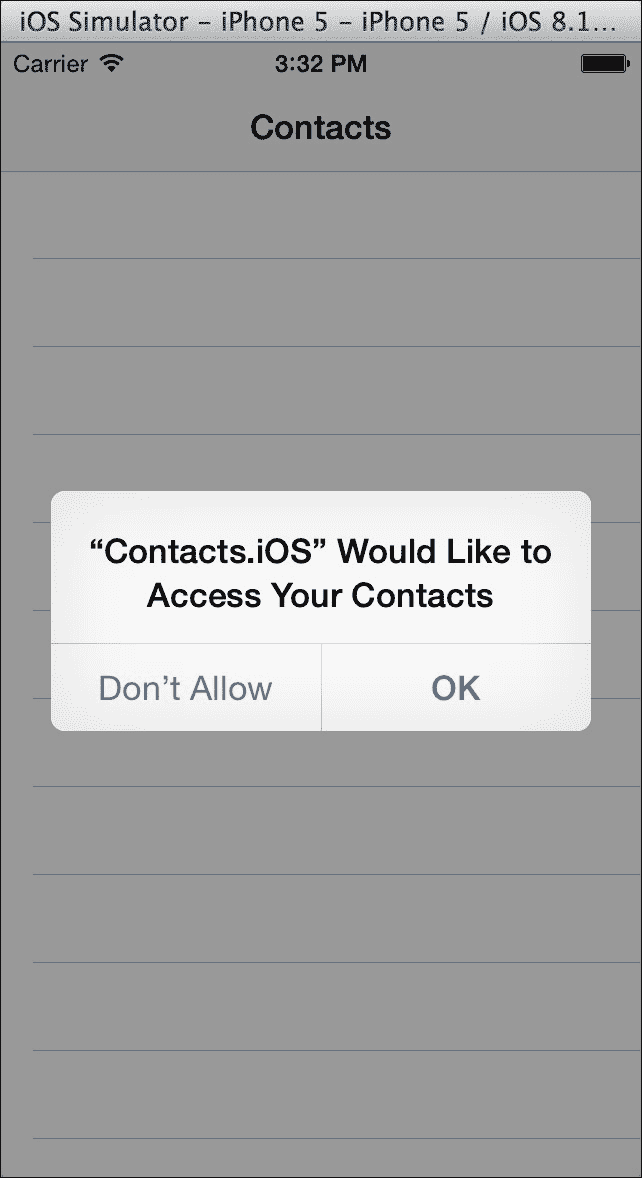 iOS Simulator – iPhone 5 – iPhone 5 / iOS 8.1...
Carrier 3:32 PM
Contacts
“Contacts.iOS” Would Like to
Access Your Contacts
Don’t Allow OK